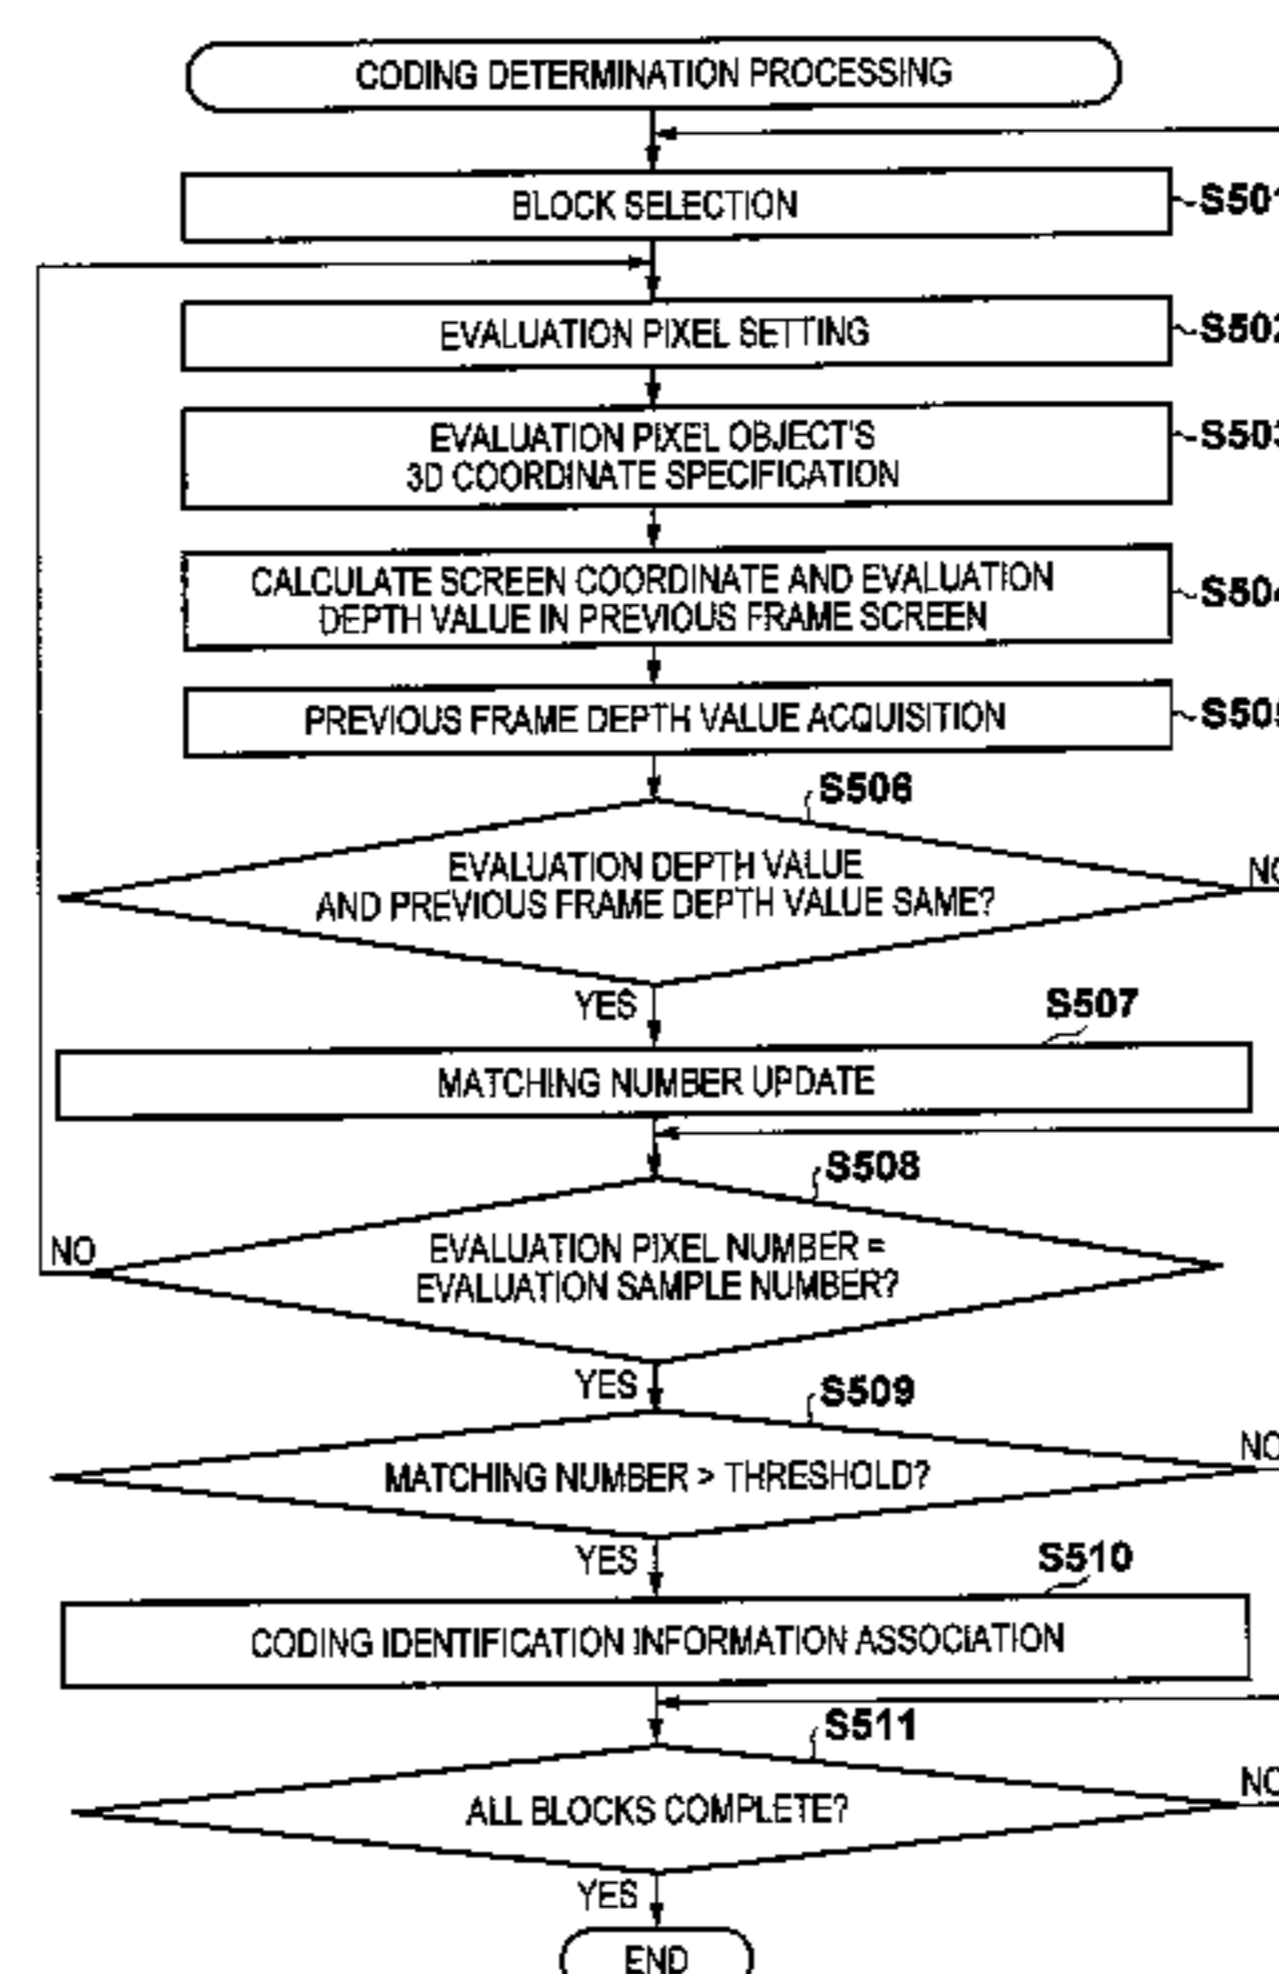 CODING DETERMINATION PROCESSING
BLOCK SELECTION
S501
EVALUATION PIXEL SETTING
S502
EVALUATION PIXEL OBJECT'S
3D COORDINATE SPECIFICATION
S503
CALCULATE SCREEN COORDINATE AND EVALUATION
DEPTH VALUE IN PREVIOUS FRAME SCREEN
S504
PREVIOUS FRAME DEPTH VALUE ACQUISITION
S505
S506
EVALUATION DEPTH VALUE
AND PREVIOUS FRAME DEPTH VALUE SAME?
NO
YES
S507
MATCHING NUMBER UPDATE
S508
NO
EVALUATION PIXEL NUMBER =
EVALUATION SAMPLE NUMBER?
YES
S509
NO
MATCHING NUMBER > THRESHOLD?
YES
S510
CODING IDENTIFICATION INFORMATION ASSOCIATION
S511
NO
ALL BLOCKS COMPLETE?
YES
END